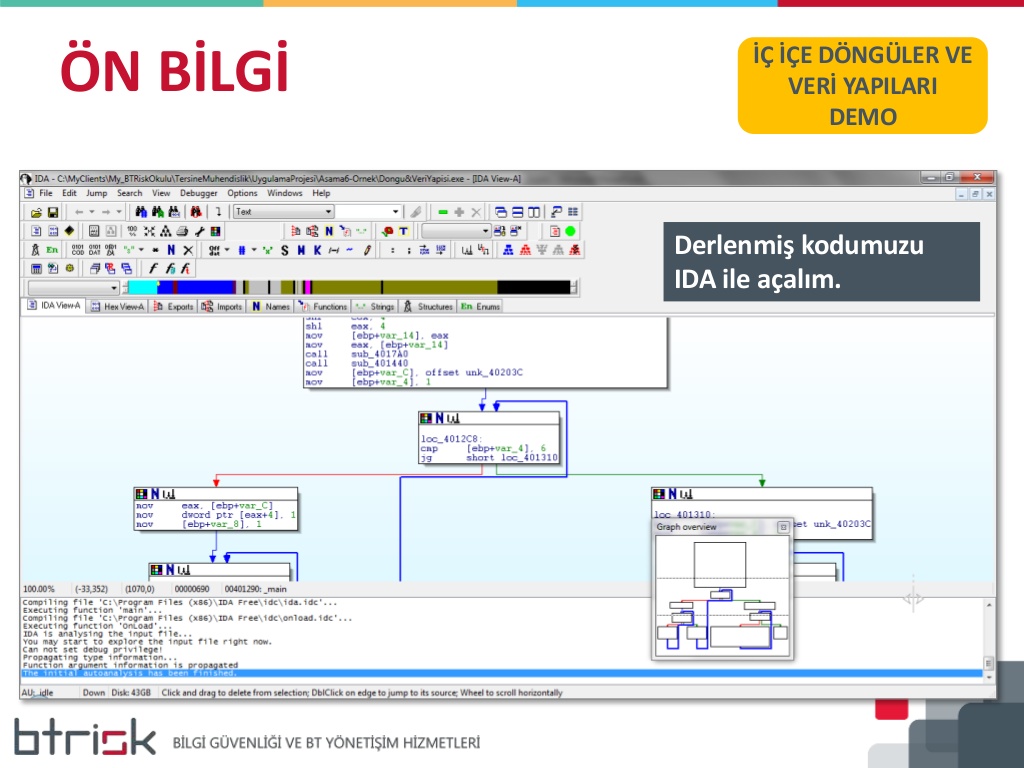 ÖN BİLGİ
İÇ İÇE DÖNGÜLER VE
VERİ YAPILARI
DEMO
IDA - C:\MyClients\My_BTRiskOkulu\TersineMuhendislik\UygulamaProjesi\Asama6-Ornek\Dongu&VeriYapisi.exe - [IDA View-A]
File Edit Jump Search View Debugger Options Windows Help
Text
Derlenmiş kodumuzu
IDA ile açalım.
IDA View-A Hex View-A Exports Imports N Names Functions Strings Structures En Enums
shl eax, 4
mov [ebp+var_14], eax
mov eax, [ebp+var_14]
call sub_4017A0
call sub_401440
mov [ebp+var_C], offset unk_40203C
mov [ebp+var_4], 1
loc_4012C8:
cmp [ebp+var_4], 6
jg short loc_401310
mov eax, [ebp+var_C]
mov dword ptr [eax+4], 1
mov [ebp+var_8], 1
loc_401310:
set unk_40203C
Graph overview
100.00% (-33,352) (1070,0) 00000690 00401290: _main
Compiling file 'C:\Program Files (x86)\IDA Free\idc\ida.idc'...
Executing function 'main'...
Compiling file 'C:\Program Files (x86)\IDA Free\idc\onload.idc'...
Executing function 'OnLoad'...
IDA is analysing the input file...
You may start to explore the input file right now.
Can not set debug privilege!
Propagating type information...
Function argument information is propagated
The initial autoanalysis has been finished.
AU: idle Down Disk: 43GB Click and drag to delete from selection; DblClick on edge to jump to its source; Wheel to scroll horizontally
btrisk BİLGİ GÜVENLİĞİ VE BT YÖNETİŞİM HİZMETLERİ